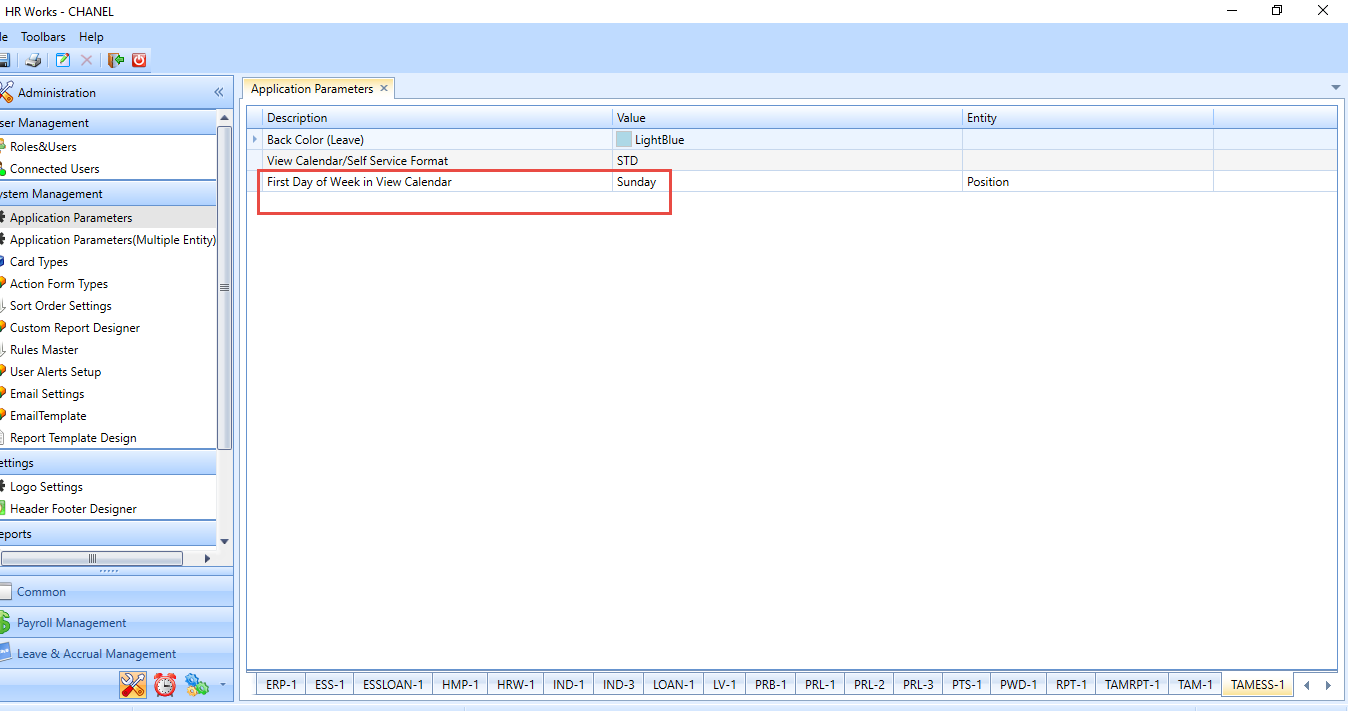 HR Works - CHANEL
le Toolbars Help
Administration «
ser Management
Roles&Users
Connected Users
ystem Management
Application Parameters
Application Parameters(Multiple Entity)
Card Types
Action Form Types
Sort Order Settings
Custom Report Designer
Rules Master
User Alerts Setup
Email Settings
EmailTemplate
Report Template Design
ettings
Logo Settings
Header Footer Designer
eports
Common
Payroll Management
Leave & Accrual Management
Application Parameters
Description Value Entity
Back Color (Leave) LightBlue
View Calendar/Self Service Format STD
First Day of Week in View Calendar Sunday Position
ERP-1 ESS-1 ESSLOAN-1 HMP-1 HRW-1 IND-1 IND-3 LOAN-1 LV-1 PRB-1 PRL-1 PRL-2 PRL-3 PTS-1 PWD-1 RPT-1 TAMRPT-1 TAM-1 TAMESS-1